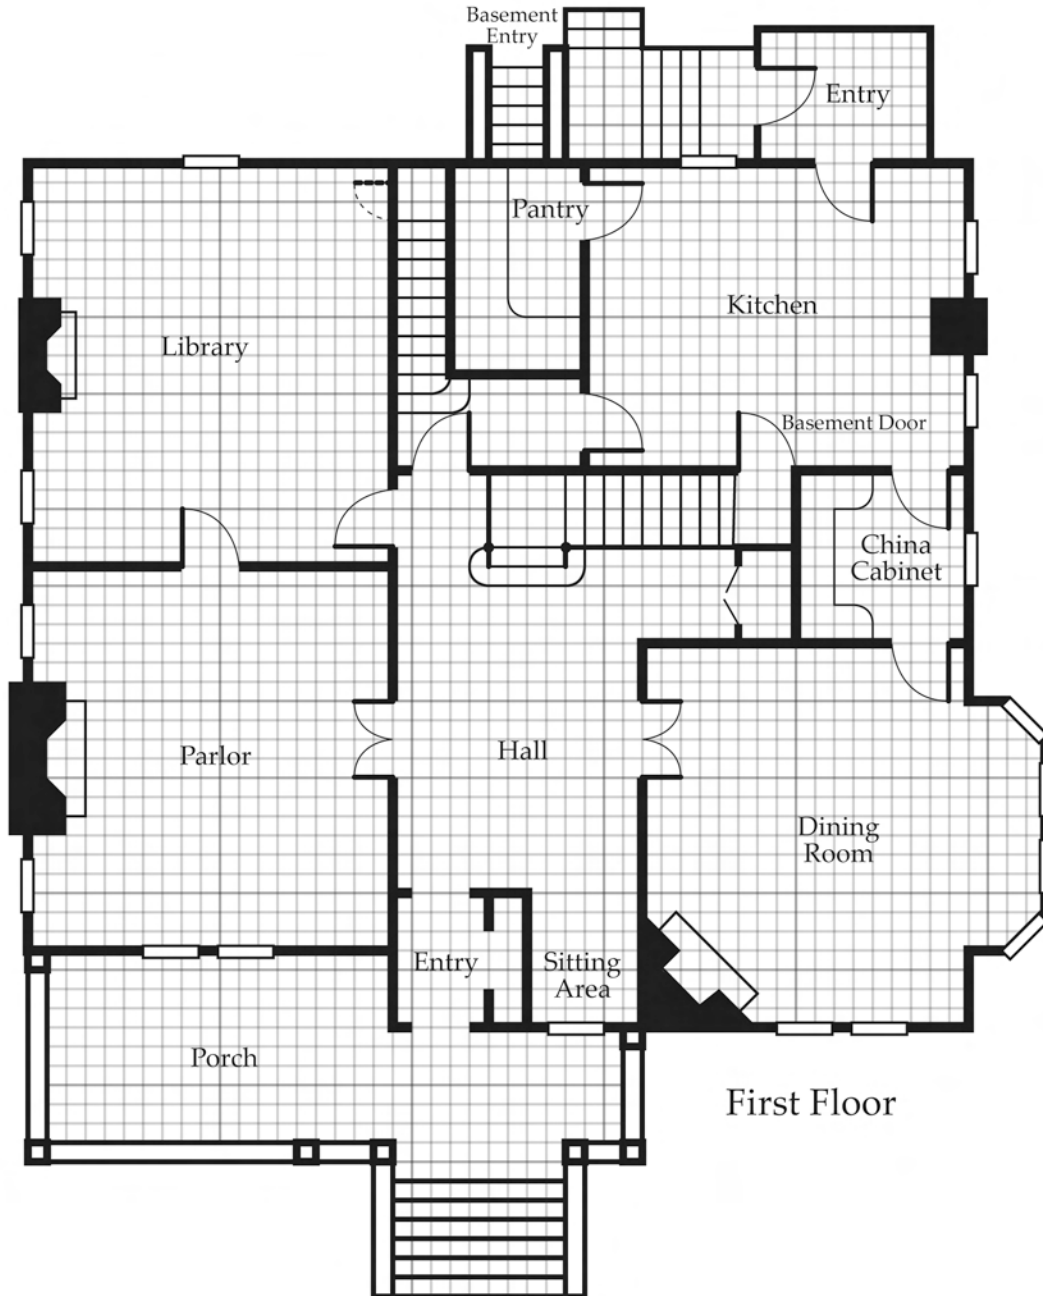 Basement
Entry
Entry
Pantry
Kitchen
Library
Basement Door
China
Cabinet
Parlor
Hall
Dining
Room
Entry
Sitting
Area
Porch
First Floor